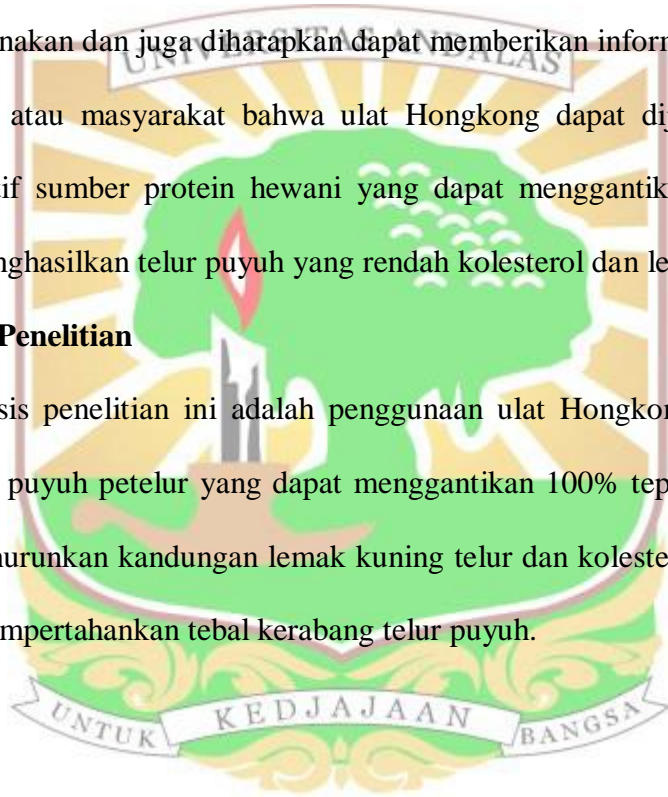 nakan dan juga diharapkan dapat memberikan inform
UNIVERSITAS ANDALAS
atau masyarakat bahwa ulat Hongkong dapat dij
if sumber protein hewani yang dapat menggantik
nghasilkan telur puyuh yang rendah kolesterol dan le
Penelitian
sis penelitian ini adalah penggunaan ulat Hongkon
puyuh petelur yang dapat menggantikan 100% tep
nurunkan kandungan lemak kuning telur dan koleste
mpertahankan tebal kerabang telur puyuh.
UNTUK KEDJAJAAN BANGSA